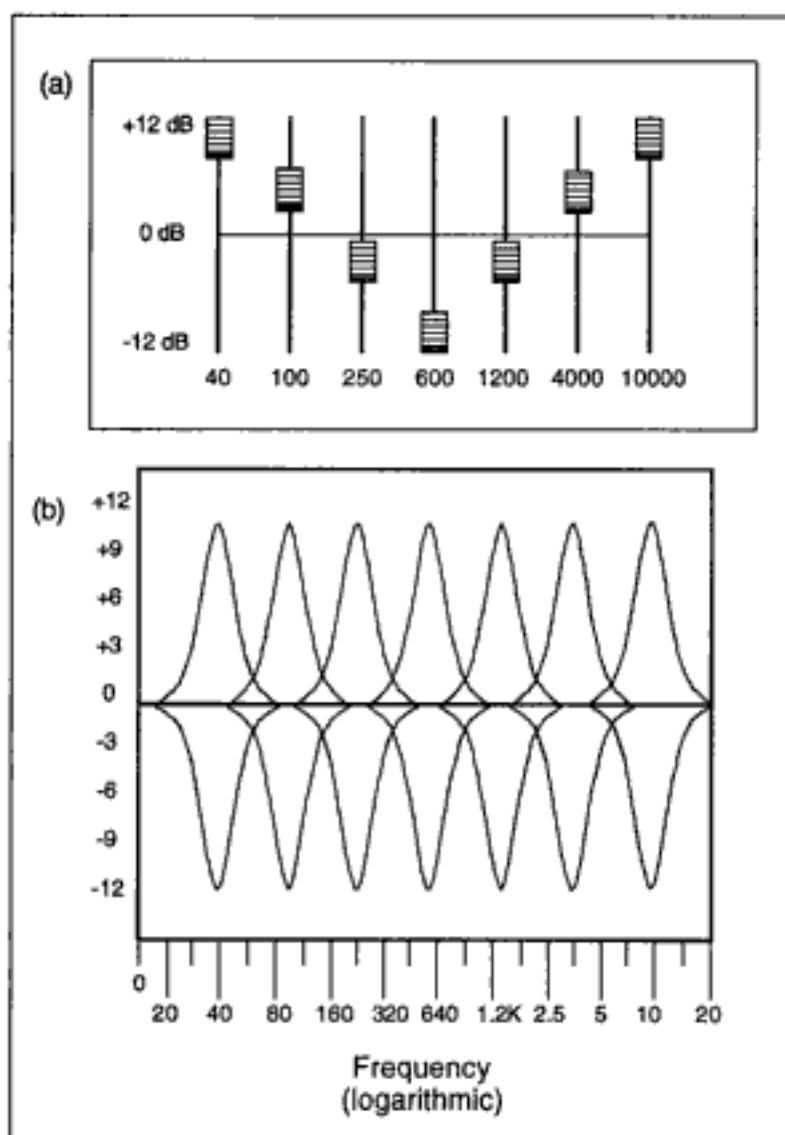 (a)
+12 dB
0 dB
-12 dB
40 100 250 600 1200 4000 10000
(b)
+12
+9
+6
+3
0
-3
-6
-9
-12
0
20 40 80 160 320 640 1.2K 2.5 5 10 20
Frequency
(logarithmic)